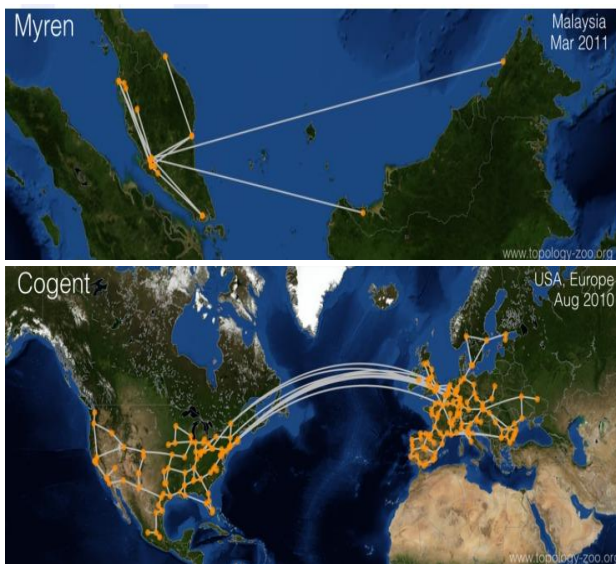 Myren
Malaysia
Mar 2011
www.topology-zoo.org
Cogent
USA, Europe
Aug 2010
www.topology-zoo.org